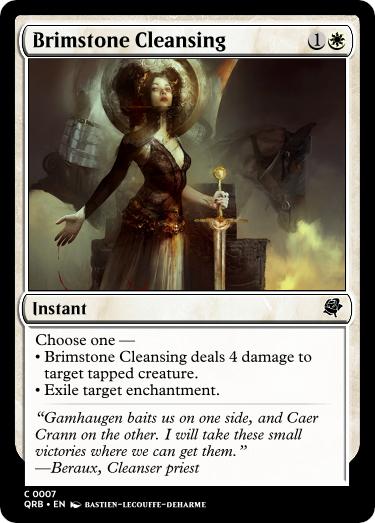 Brimstone Cleansing 1
Instant
Choose one —
• Brimstone Cleansing deals 4 damage to
target tapped creature.
• Exile target enchantment.
“Gamhaugen baits us on one side, and Caer
Crann on the other. I will take these small
victories where we can get them.”
—Beraux, Cleanser priest
C 0007
QRB • EN BASTIEN-LECOUFFE-DEHARME